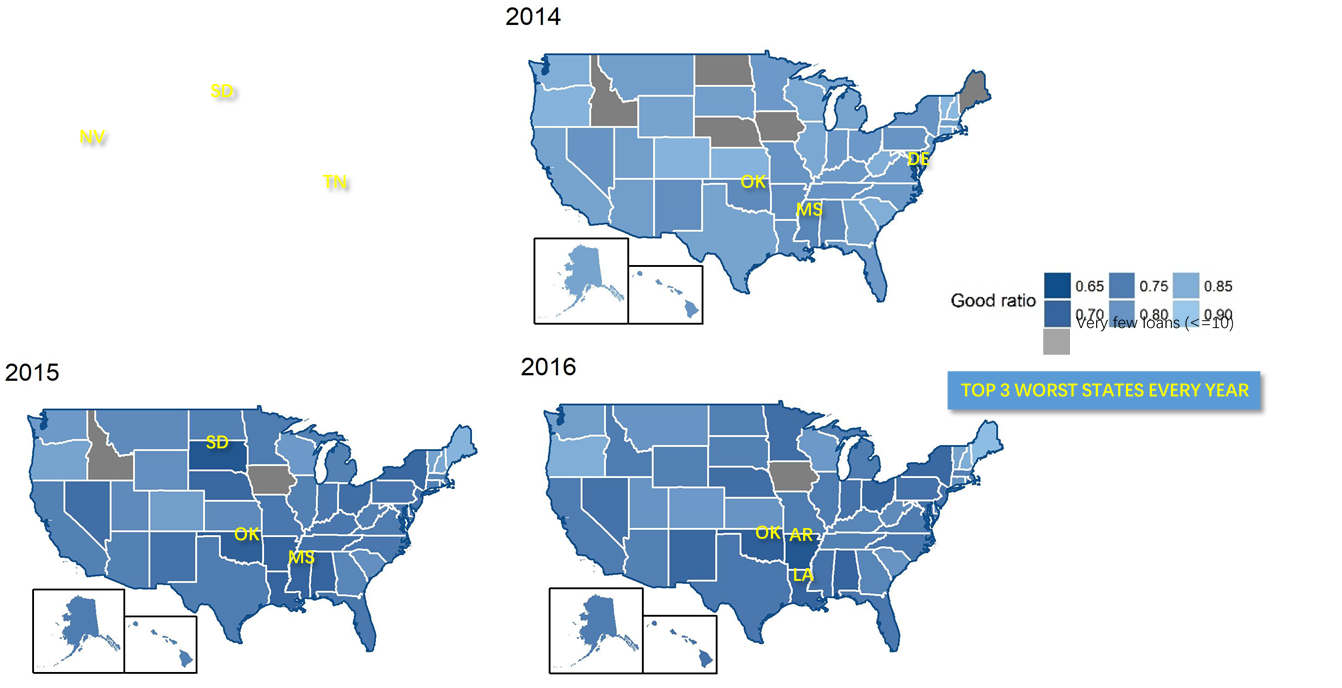 2014
SD
NV
TN
DE
OK
MS
Good ratio
0.65 0.75 0.85
0.70 0.80 0.90
Very few loans (<=10)
2015
SD
OK
MS
2016
OK AR
LA
TOP 3 WORST STATES EVERY YEAR